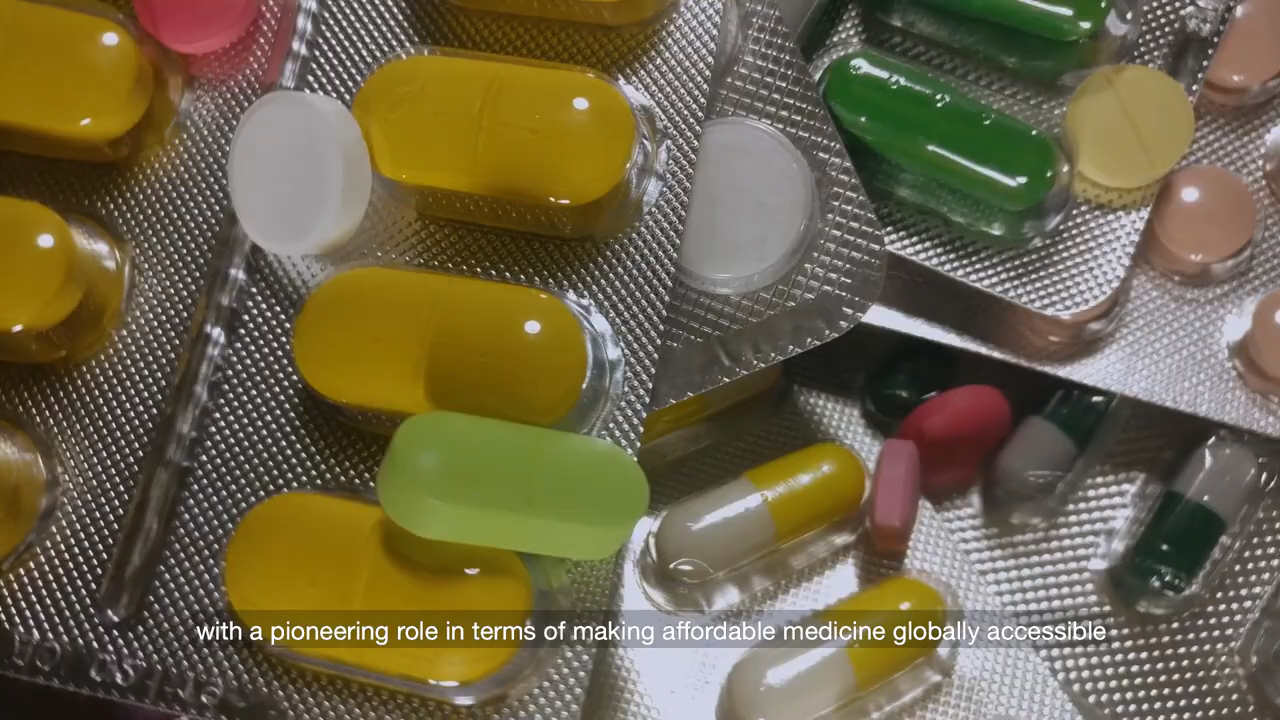 with a pioneering role in terms of making affordable medicine globally accessible